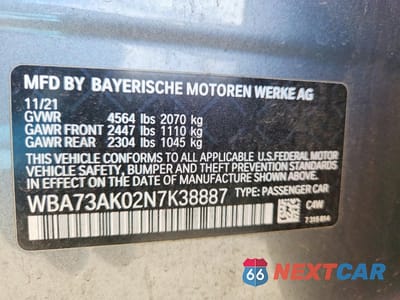 MFD BY BAYERISCHE MOTOREN WERKE AG
11/21
GVWR 4564 lbs 2070 kg
GAWR FRONT 2447 lbs 1110 kg
GAWR REAR 2304 lbs 1045 kg
THIS VEHICLE CONFORMS TO ALL APPLICABLE U.S. FEDERAL MOTOR
VEHICLE SAFETY, BUMPER, AND THEFT PREVENTION STANDARDS IN
EFFECT ON THE DATE OF MANUFACTURE SHOWN ABOVE.
WBA73AK02N7K38887 TYPE: PASSENGER CAR
C4W
66 NEXTCAR